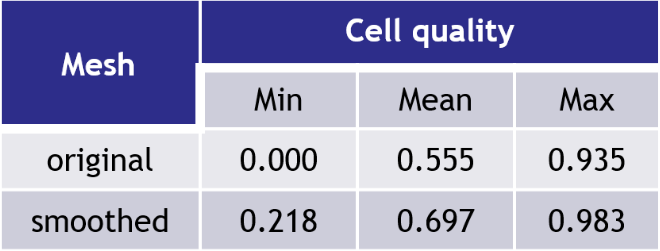 Mesh
Cell quality
Min Mean Max
original 0.000 0.555 0.935
smoothed 0.218 0.697 0.983